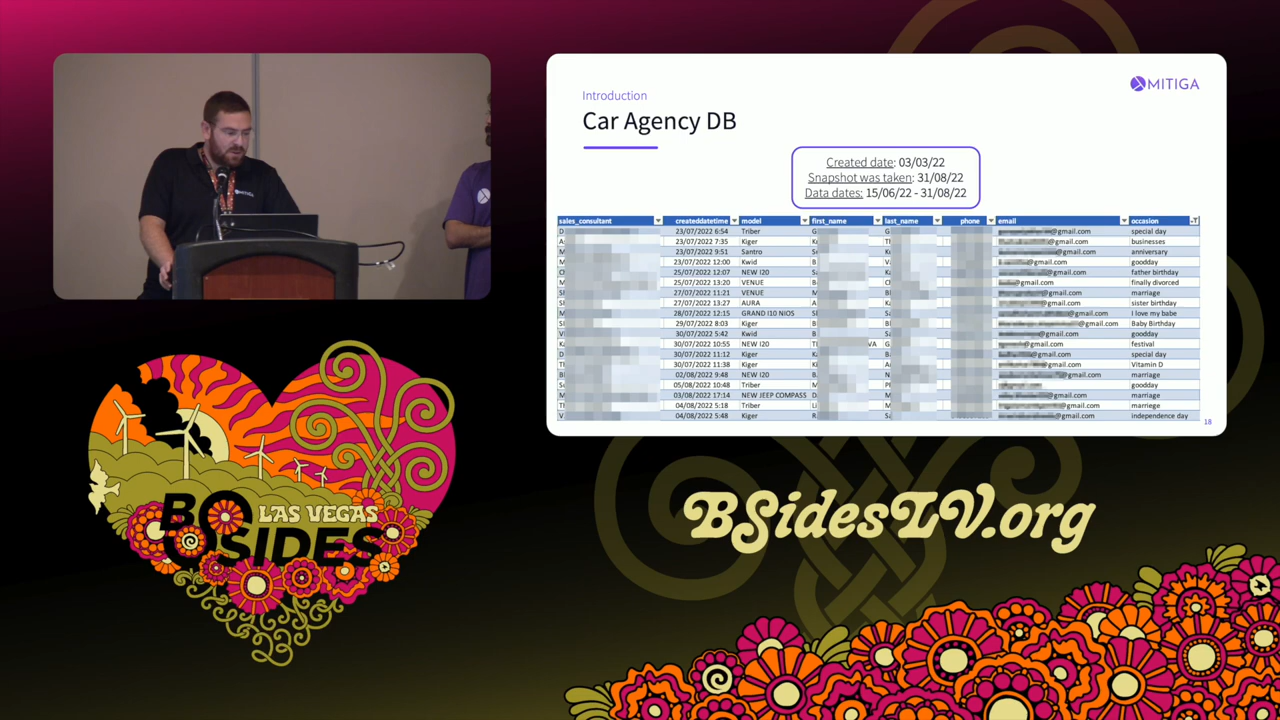 MITIGA
MITIGA
Introduction
Car Agency DB
Created date: 03/03/22
Snapshot was taken: 31/08/22
Data dates: 15/06/22 - 31/08/22
sales_consultant createddatetime model first_name last_name phone email occasion
23/07/2022 6:54 Triber @gmail.com special day
23/07/2022 7:35 Kiger @gmail.com businesses
23/07/2022 9:51 Santro @gmail.com anniversary
23/07/2022 12:00 Kwid @gmail.com goodday
25/07/2022 12:07 NEW I20 @gmail.com father birthday
25/07/2022 13:20 VENUE @gmail.com finally divorced
27/07/2022 11:21 VENUE @gmail.com marriage
27/07/2022 13:27 AURA @gmail.com sister birthday
28/07/2022 12:15 GRAND I10 NIOS @gmail.com I love my babe
29/07/2022 8:03 Kiger @gmail.com Baby Birthday
30/07/2022 5:42 Kwid @gmail.com goodday
30/07/2022 10:55 NEW I20 VA @gmail.com festival
30/07/2022 11:12 Kiger @gmail.com special day
30/07/2022 11:38 Kiger @gmail.com Vitamin D
02/08/2022 9:48 NEW I20 @gmail.com marriage
05/08/2022 10:48 Triber goodday
03/08/2022 17:14 NEW JEEP COMPASS @gmail.com marriage
04/08/2022 5:18 Triber @gmail.com mariege
04/08/2022 5:48 Kiger @gmail.com independence day
18
BSIDES
LAS VEGAS
23
BSidesLV.org